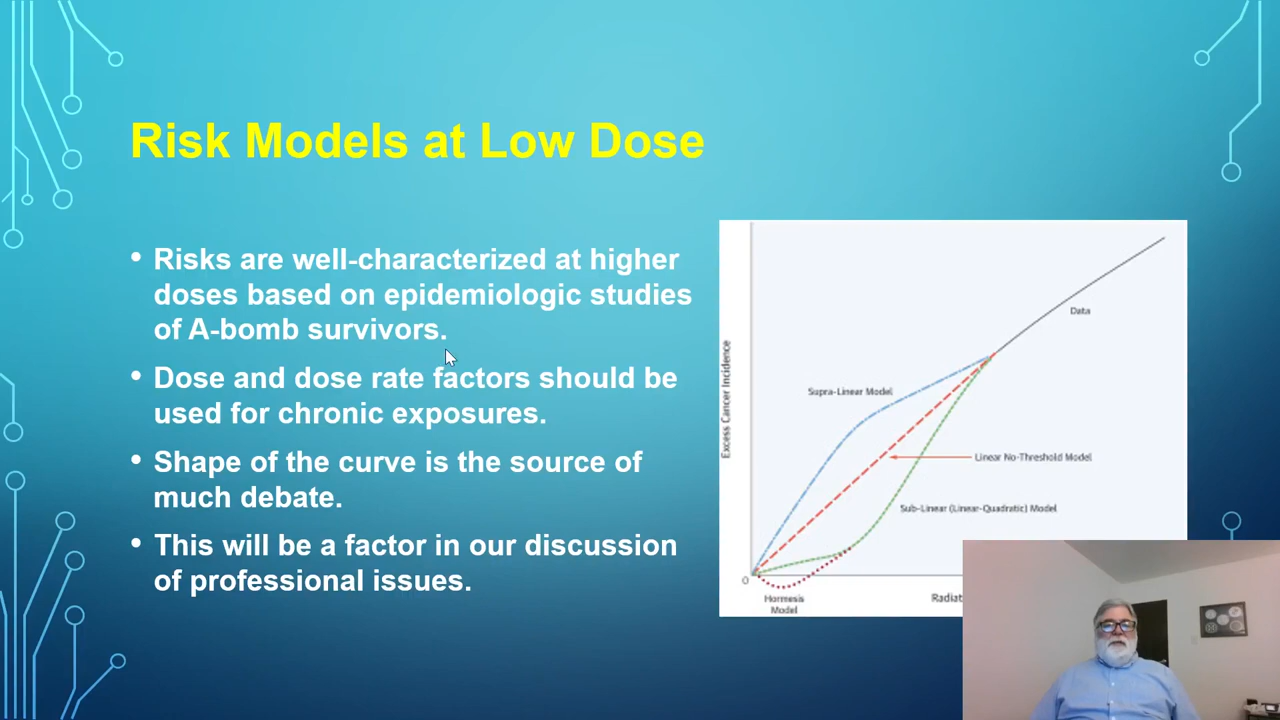 Risk Models at Low Dose
• Risks are well-characterized at higher
doses based on epidemiologic studies
of A-bomb survivors.
• Dose and dose rate factors should be
used for chronic exposures.
• Shape of the curve is the source of
much debate.
• This will be a factor in our discussion
of professional issues.
Excess Cancer Incidence
Data
Supra-Linear Model
Linear No-Threshold Model
Sub-Linear (Linear-Quadratic) Model
0
Hormesis
Model
Radiat